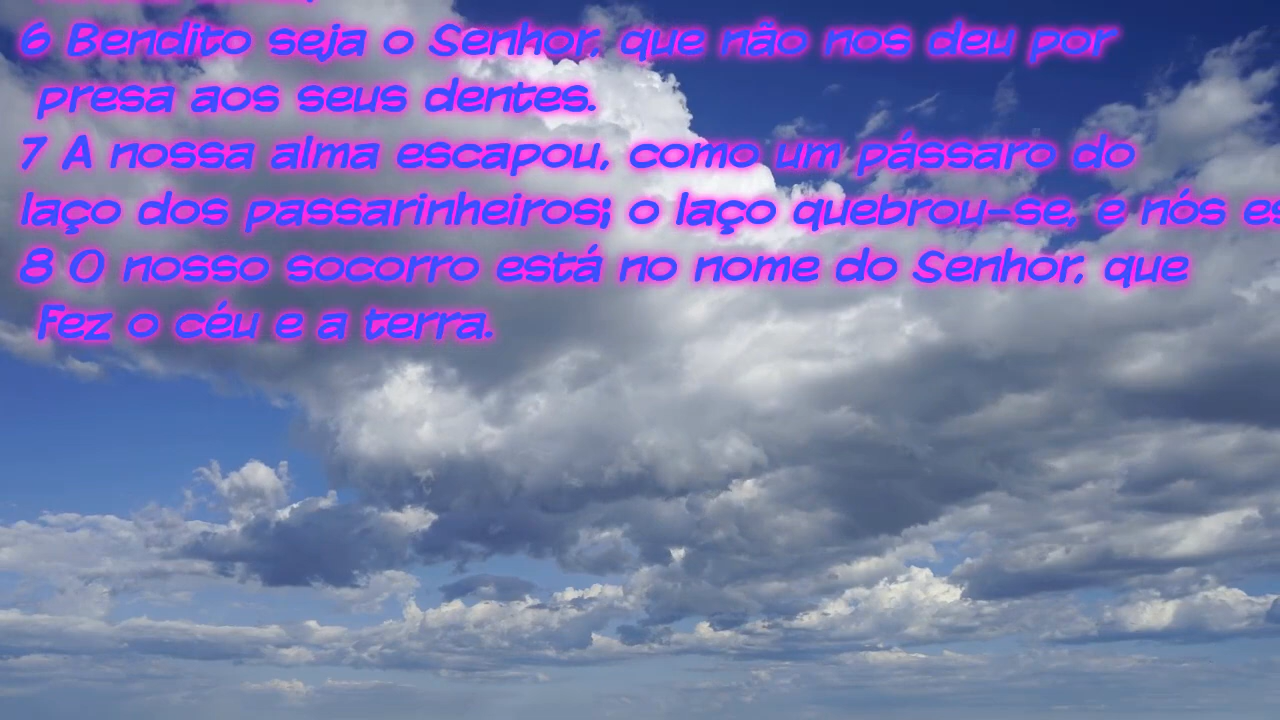 6 Bendito seja o Senhor, que não nos deu por
presa aos seus dentes.
7 A nossa alma escapou, como um pássaro do
laço dos passarinheiros; o laço quebrou-se, e nós es
8 O nosso socorro está no nome do Senhor, que
fez o céu e a terra.